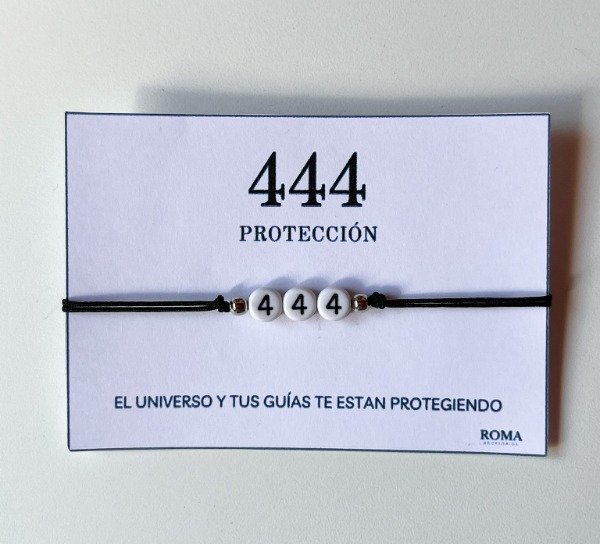 444
PROTECCIÓN
4 4 4
EL UNIVERSO Y TUS GUÍAS TE ESTAN PROTEGIENDO
ROMA